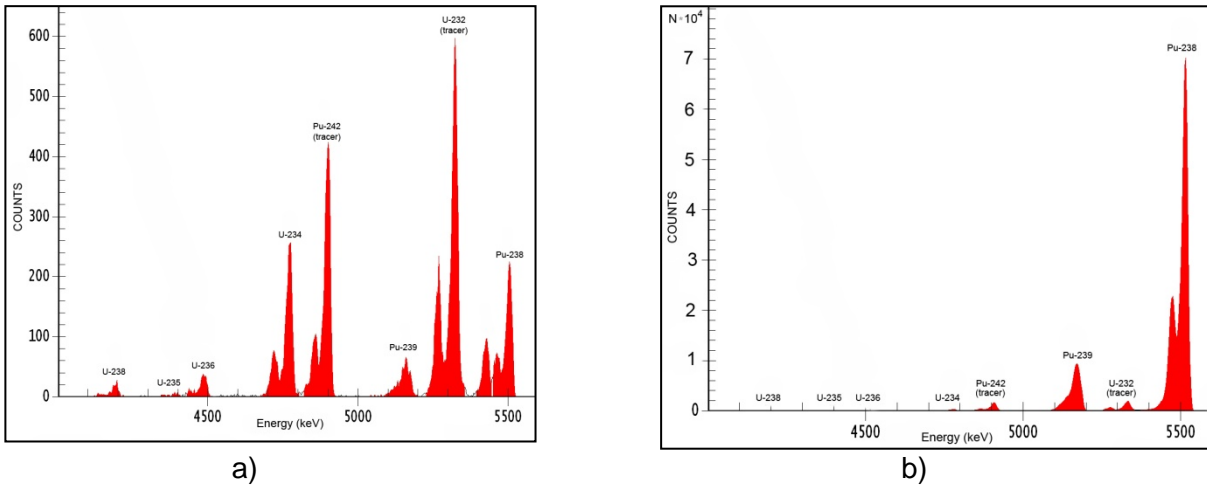 U-232
(tracer)
600
500
Pu-242
(tracer)
400
COUNTS
300
U-234
Pu-238
200
100
Pu-239
U-236
U-238
U-235
0
4500
5000
5500
Energy (keV)
a)
N·10⁴
Pu-238
7
6
5
4
COUNTS
3
2
Pu-239
1
Pu-242
(tracer)
U-232
(tracer)
U-238
U-235
U-236
U-234
0
4500
5000
5500
Energy (keV)
b)